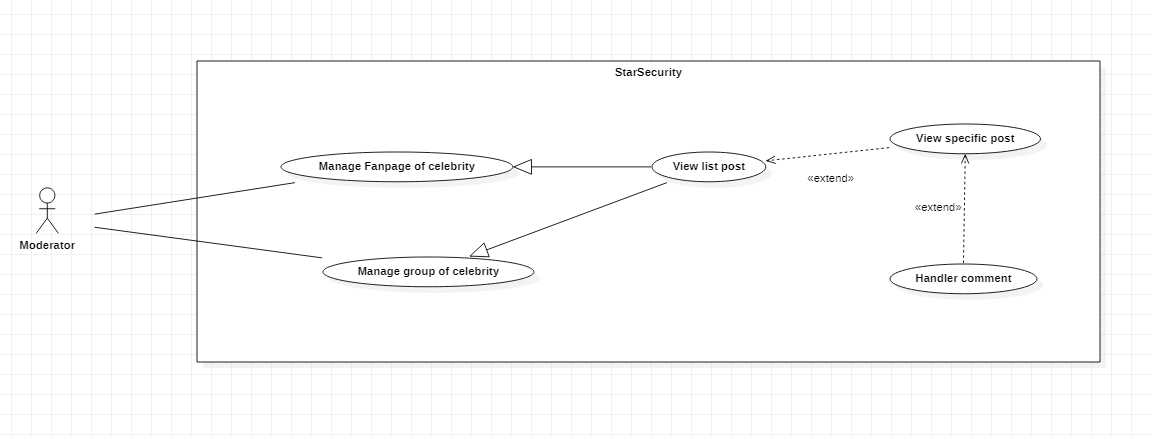 StarSecurity
View specific post
Manage Fanpage of celebrity
View list post
«extend»
«extend»
Moderator
Manage group of celebrity
Handler comment